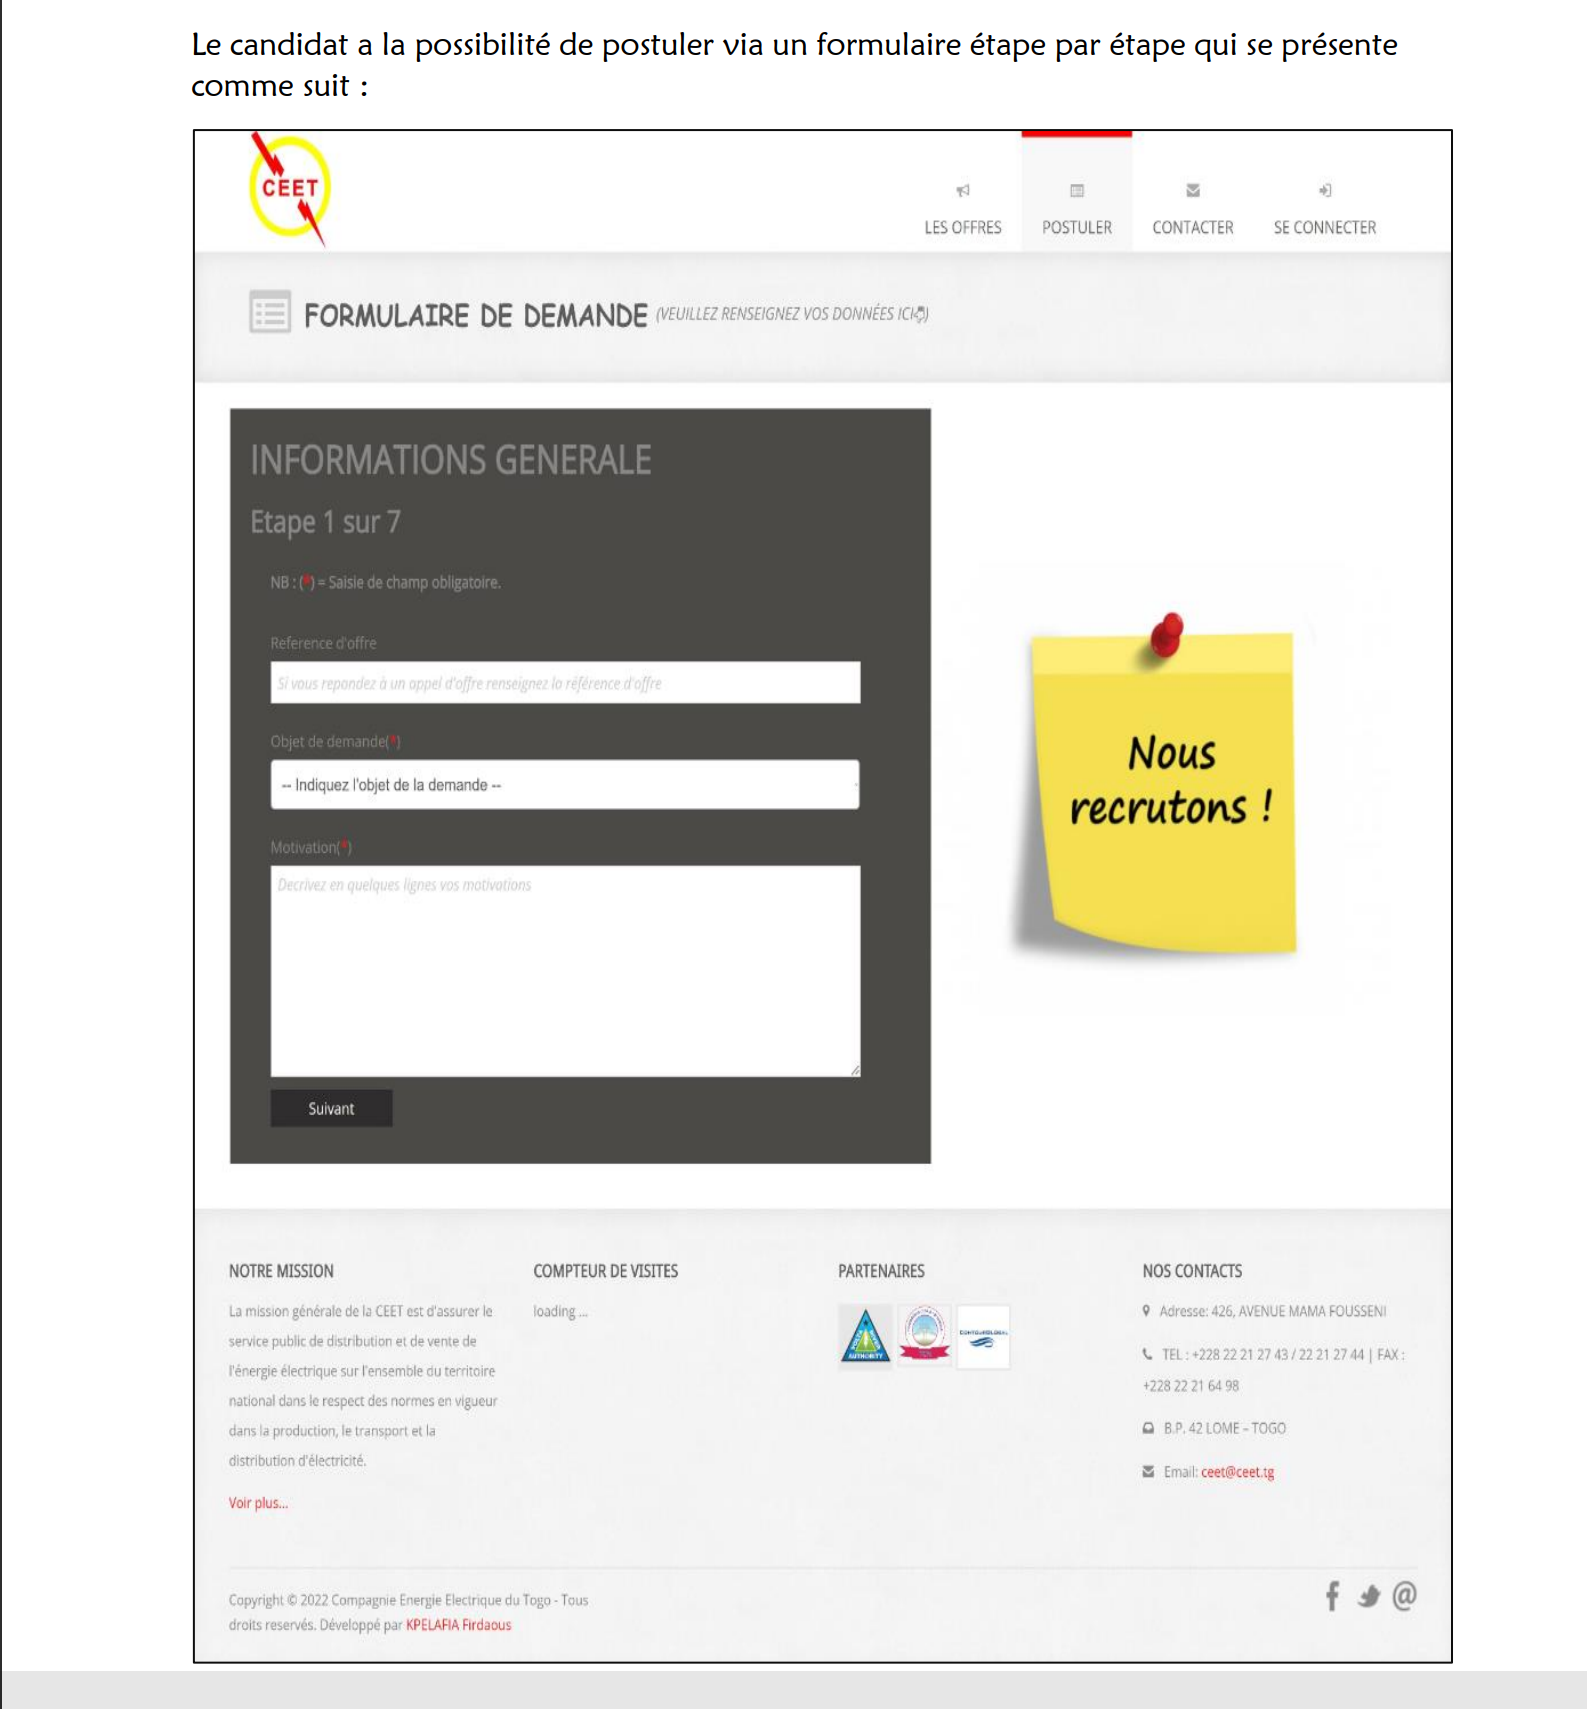 Le candidat a la possibilité de postuler via un formulaire étape par étape qui se présente
comme suit :
CEET
LES OFFRES
POSTULER
CONTACTER
SE CONNECTER
FORMULAIRE DE DEMANDE (VEUILLEZ RENSEIGNEZ VOS DONNÉES ICI)
INFORMATIONS GENERALE
Etape 1 sur 7
NB : (*) = Saisie de champ obligatoire.
Reference d'offre
Si vous repondez à un appel d'offre renseignez la référence d'offre
Objet de demande(*)
-- Indiquez l'objet de la demande --
Motivation(*)
Decrivez en quelques lignes vos motivations
Suivant
Nous
recrutons !
NOTRE MISSION
La mission générale de la CEET est d'assurer le
service public de distribution et de vente de
l'énergie électrique sur l'ensemble du territoire
national dans le respect des normes en vigueur
dans la production, le transport et la
distribution d'électricité.
Voir plus...
COMPTEUR DE VISITES
loading ...
PARTENAIRES
AUTHORITY
CONTOURGLOBAL
NOS CONTACTS
Adresse: 426, AVENUE MAMA FOUSSENI
TEL : +228 22 21 27 43 / 22 21 27 44 | FAX :
+228 22 21 64 98
B.P. 42 LOME – TOGO
Email: ceet@ceet.tg
Copyright © 2022 Compagnie Energie Electrique du Togo - Tous
droits reservés. Développé par KPELAFIA Firdaous